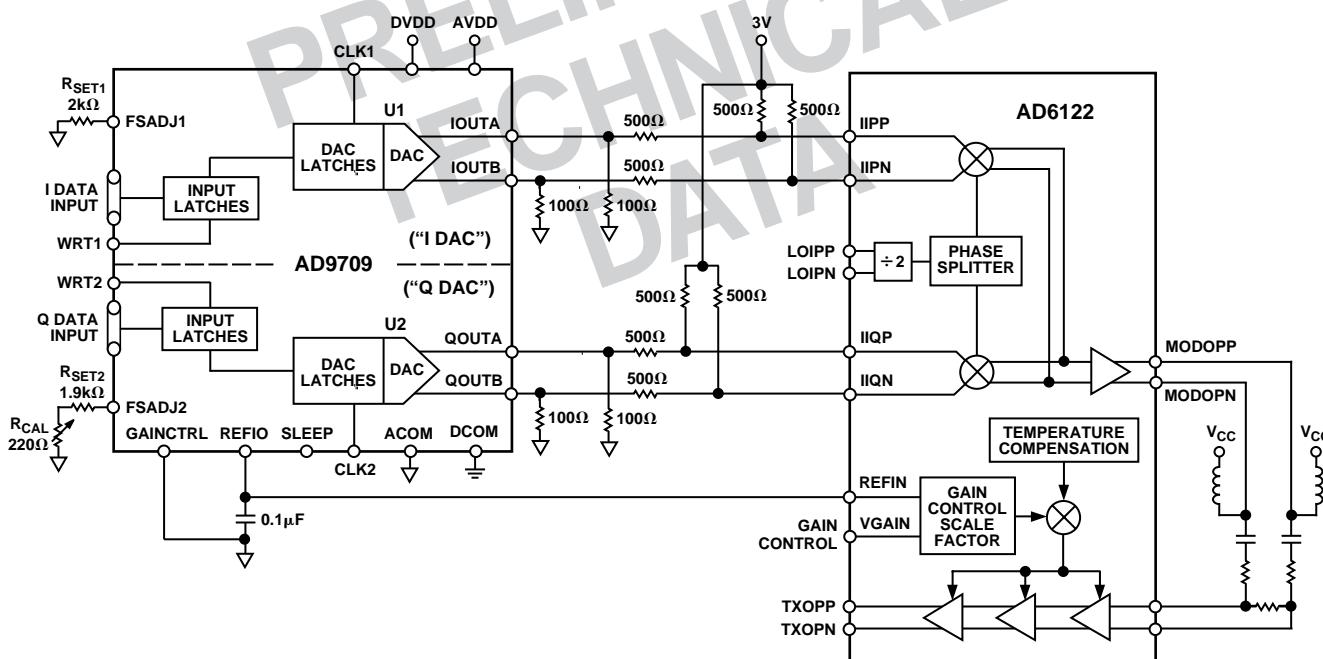 PRELIMINARY
TECHNICAL
DATA
DVDD
AVDD
3V
CLK1
RSET1
2kΩ
FSADJ1
U1
DAC
LATCHES
DAC
IOUTA
IOUTB
500Ω
500Ω
500Ω
500Ω
100Ω
100Ω
I DATA
INPUT
INPUT
LATCHES
WRT1
("I DAC")
AD9709
WRT2
("Q DAC")
Q DATA
INPUT
INPUT
LATCHES
U2
DAC
LATCHES
DAC
QOUTA
QOUTB
500Ω
500Ω
500Ω
500Ω
100Ω
100Ω
RSET2
1.9kΩ
FSADJ2
RCAL
220Ω
GAINCTRL
REFIO
SLEEP
CLK2
ACOM
DCOM
0.1µF
AD6122
IIPP
IIPN
LOIPP
LOIPN
÷2
PHASE
SPLITTER
IIQP
IIQN
MODOPP
MODOPN
VCC
VCC
TEMPERATURE
COMPENSATION
REFIN
VGAIN
GAIN
CONTROL
GAIN
CONTROL
SCALE
FACTOR
TXOPP
TXOPN